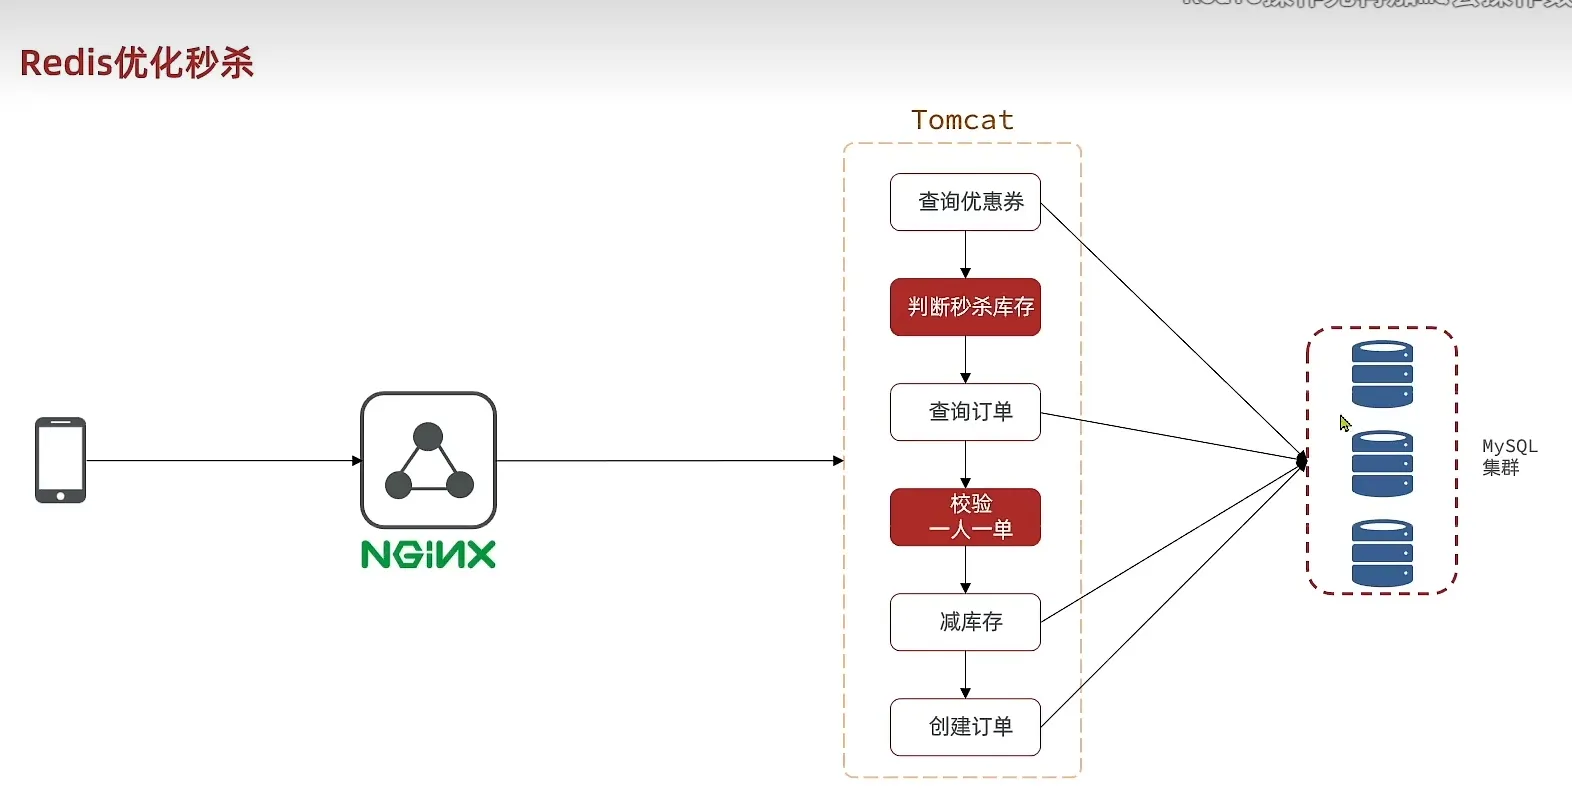 Redis优化秒杀
Tomcat
查询优惠券
判断秒杀库存
查询订单
校验
一人一单
减库存
创建订单
NGiNX
MySQL
集群